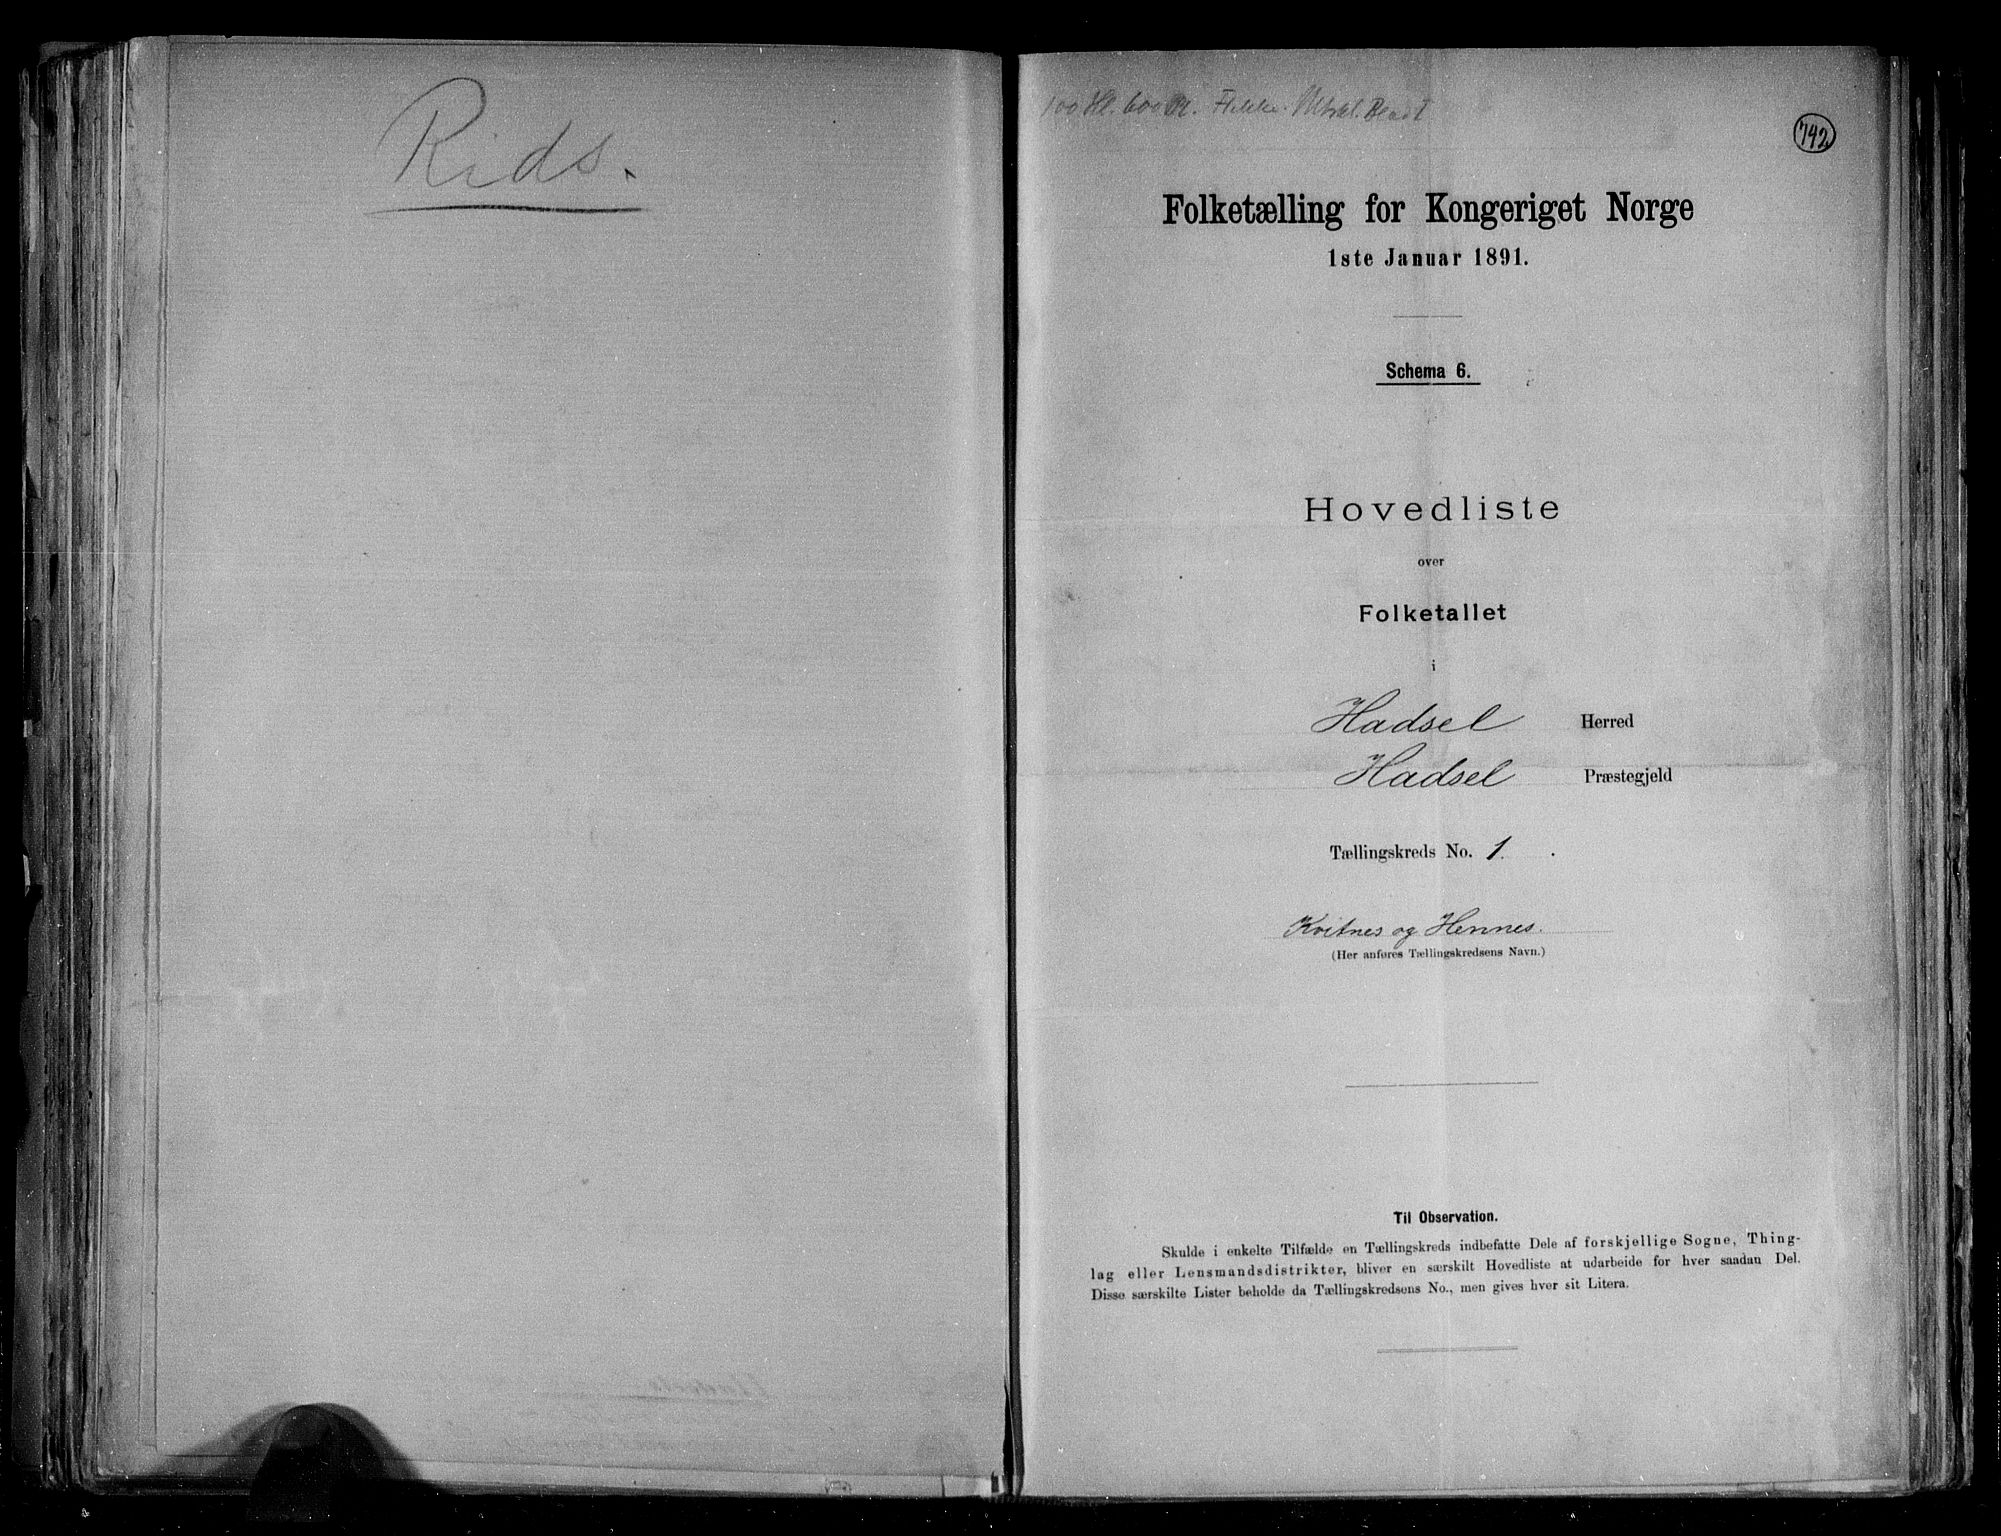 Rids.
742
Folketælling for Kongeriget Norge
1ste Januar 1891.
Schema 6.
Hovedliste
over
Folketallet
i
Hadsel Herred
Hadsel Præstegjeld
Tællingskreds No. 1.
Kvitnes og Hennes.
(Her anføres Tællingskredsens Navn.)
Til Observation.
Skulde i enkelte Tilfælde en Tællingskreds indbefatte Dele af forskjellige Sogne, Thing-
lag eller Lensmandsdistrikter, bliver en særskilt Hovedliste at udarbeide for hver saadan Del.
Disse særskilte Lister beholde da Tællingskredsens No., men gives hver sit Litera.